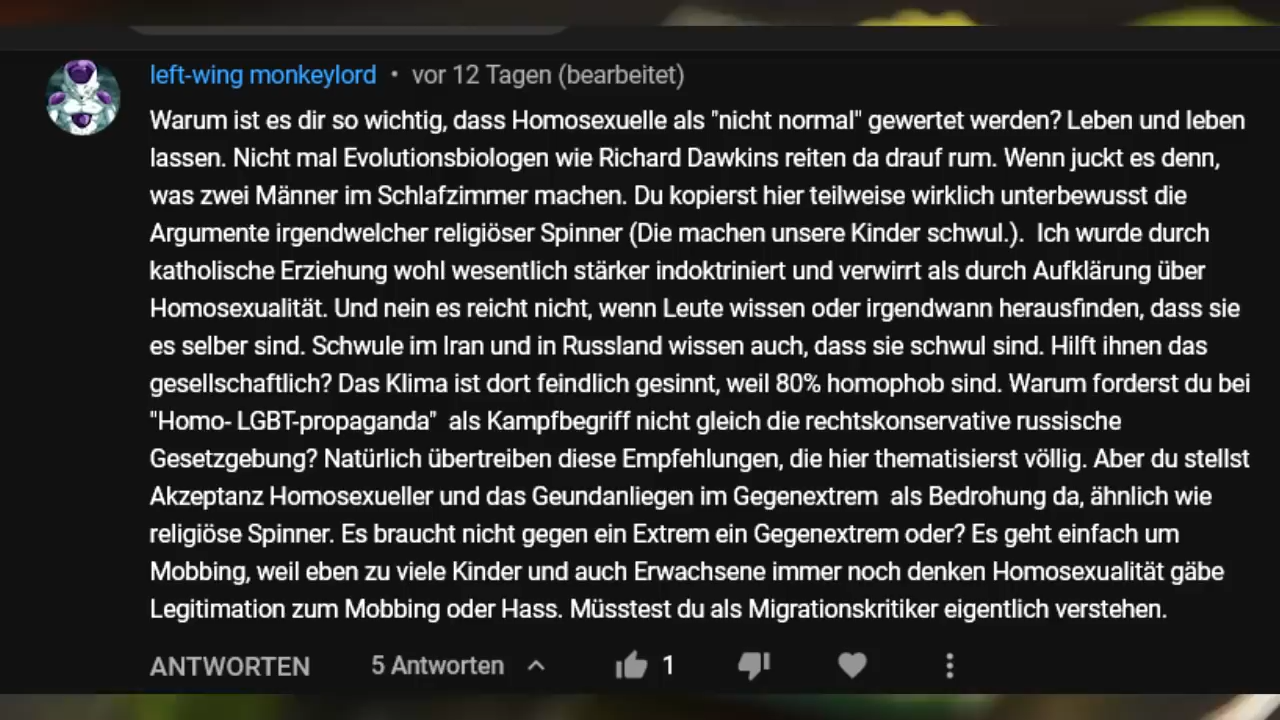 left-wing monkeylord • vor 12 Tagen (bearbeitet)
Warum ist es dir so wichtig, dass Homosexuelle als "nicht normal" gewertet werden? Leben und leben
lassen. Nicht mal Evolutionsbiologen wie Richard Dawkins reiten da drauf rum. Wenn juckt es denn,
was zwei Männer im Schlafzimmer machen. Du kopierst hier teilweise wirklich unterbewusst die
Argumente irgendwelcher religiöser Spinner (Die machen unsere Kinder schwul.).  Ich wurde durch
katholische Erziehung wohl wesentlich stärker indoktriniert und verwirrt als durch Aufklärung über
Homosexualität. Und nein es reicht nicht, wenn Leute wissen oder irgendwann herausfinden, dass sie
es selber sind. Schwule im Iran und in Russland wissen auch, dass sie schwul sind. Hilft ihnen das
gesellschaftlich? Das Klima ist dort feindlich gesinnt, weil 80% homophob sind. Warum forderst du bei
"Homo- LGBT-propaganda"  als Kampfbegriff nicht gleich die rechtskonservative russische
Gesetzgebung? Natürlich übertreiben diese Empfehlungen, die hier thematisierst völlig. Aber du stellst
Akzeptanz Homosexueller und das Geundanliegen im Gegenextrem  als Bedrohung da, ähnlich wie
religiöse Spinner. Es braucht nicht gegen ein Extrem ein Gegenextrem oder? Es geht einfach um
Mobbing, weil eben zu viele Kinder und auch Erwachsene immer noch denken Homosexualität gäbe
Legitimation zum Mobbing oder Hass. Müsstest du als Migrationskritiker eigentlich verstehen.
ANTWORTEN 5 Antworten 1